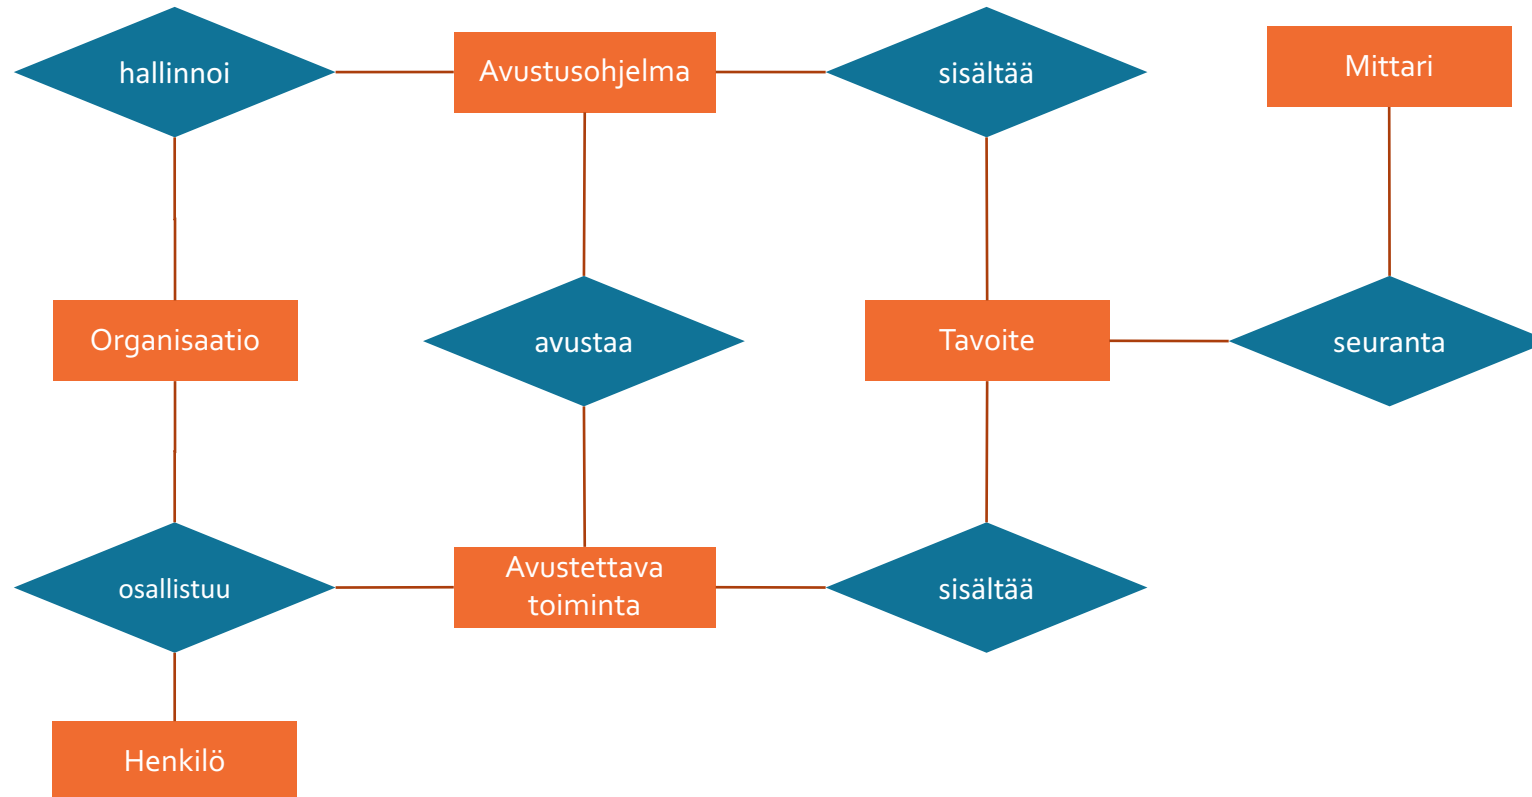 hallinnoi
Avustusohjelma
sisältää
Mittari
Organisaatio
avustaa
Tavoite
seuranta
osallistuu
Avustettava
toiminta
sisältää
Henkilö